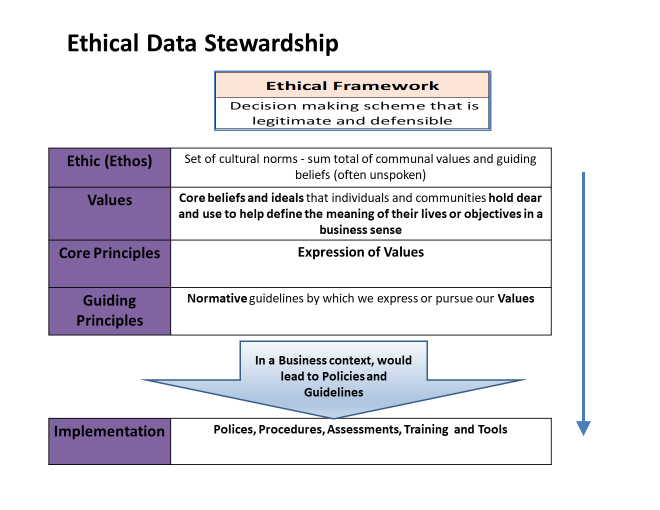 Ethical Data Stewardship
Ethical Framework
Decision making scheme that is
legitimate and defensible
Ethic (Ethos)
Set of cultural norms - sum total of communal values and guiding
beliefs (often unspoken)
Values
Core beliefs and ideals that individuals and communities hold dear
and use to help define the meaning of their lives or objectives in a
business sense
Core Principles
Expression of Values
Guiding
Principles
Normative guidelines by which we express or pursue our Values
In a Business context, would
lead to Policies and
Guidelines
Implementation
Polices, Procedures, Assessments, Training and Tools